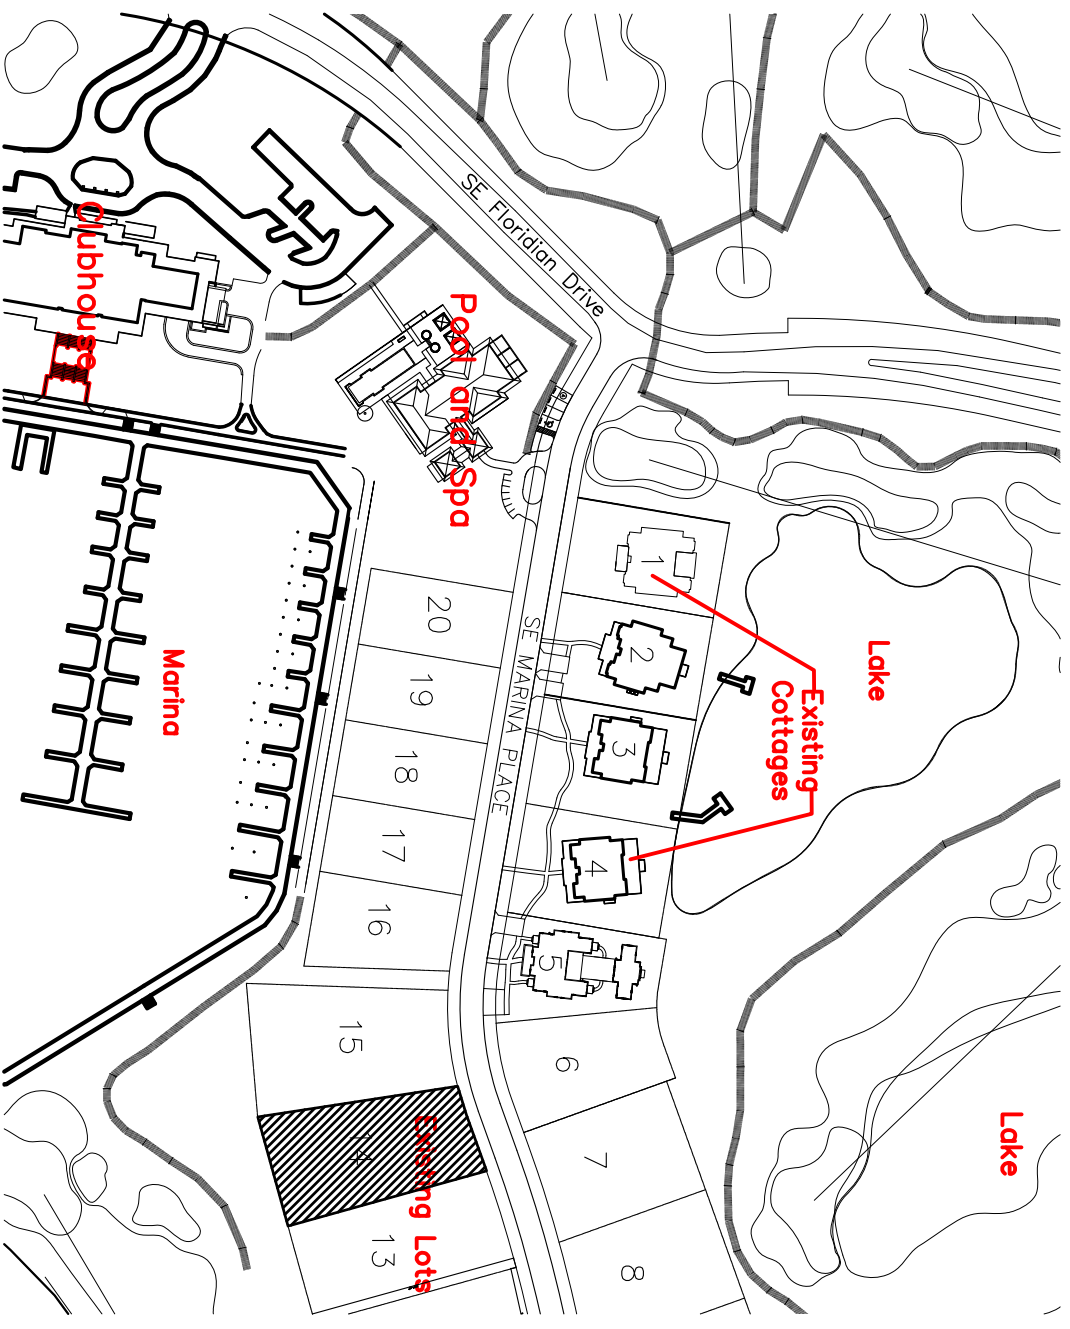 SE Floridian Drive
Clubhouse
Pool and Spa
1
2
3
4
5
6
7
8
20
19
18
17
16
15
14
13
SE MARINA PLACE
Lake
Existing
Cottages
Marina
Lake
Existing Lots